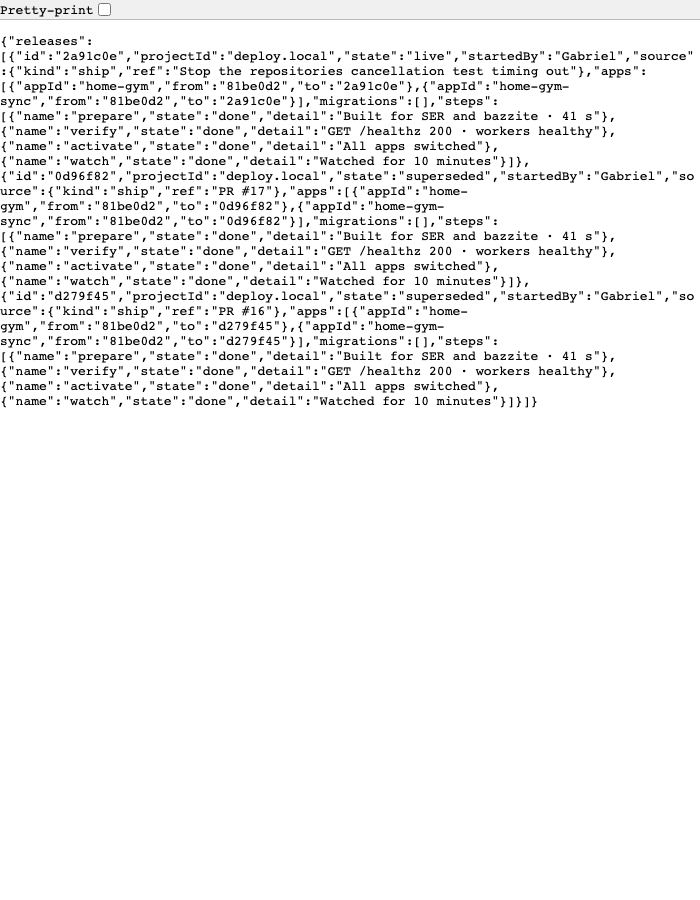 Pretty-print
{"releases":
[{"id":"2a91c0e","projectId":"deploy.local","state":"live","startedBy":"Gabriel","source"
:{"kind":"ship","ref":"Stop the repositories cancellation test timing out"},"apps":
[{"appId":"home-gym","from":"81be0d2","to":"2a91c0e"},{"appId":"home-gym-
sync","from":"81be0d2","to":"2a91c0e"}],"migrations":[],"steps":
[{"name":"prepare","state":"done","detail":"Built for SER and bazzite · 41 s"},
{"name":"verify","state":"done","detail":"GET /healthz 200 · workers healthy"},
{"name":"activate","state":"done","detail":"All apps switched"},
{"name":"watch","state":"done","detail":"Watched for 10 minutes"}]},
{"id":"0d96f82","projectId":"deploy.local","state":"superseded","startedBy":"Gabriel","so
urce":{"kind":"ship","ref":"PR #17"},"apps":[{"appId":"home-
gym","from":"81be0d2","to":"0d96f82"},{"appId":"home-gym-
sync","from":"81be0d2","to":"0d96f82"}],"migrations":[],"steps":
[{"name":"prepare","state":"done","detail":"Built for SER and bazzite · 41 s"},
{"name":"verify","state":"done","detail":"GET /healthz 200 · workers healthy"},
{"name":"activate","state":"done","detail":"All apps switched"},
{"name":"watch","state":"done","detail":"Watched for 10 minutes"}]},
{"id":"d279f45","projectId":"deploy.local","state":"superseded","startedBy":"Gabriel","so
urce":{"kind":"ship","ref":"PR #16"},"apps":[{"appId":"home-
gym","from":"81be0d2","to":"d279f45"},{"appId":"home-gym-
sync","from":"81be0d2","to":"d279f45"}],"migrations":[],"steps":
[{"name":"prepare","state":"done","detail":"Built for SER and bazzite · 41 s"},
{"name":"verify","state":"done","detail":"GET /healthz 200 · workers healthy"},
{"name":"activate","state":"done","detail":"All apps switched"},
{"name":"watch","state":"done","detail":"Watched for 10 minutes"}]}]}